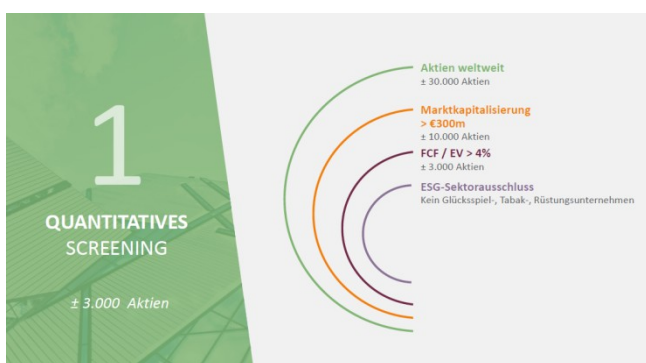 1
QUANTITATIVES
SCREENING
± 3.000 Aktien
Aktien weltweit
± 30.000 Aktien
Marktkapitalisierung
> €300m
± 10.000 Aktien
FCF / EV > 4%
± 3.000 Aktien
ESG-Sektorausschluss
Kein Glücksspiel-, Tabak-, Rüstungsunternehmen